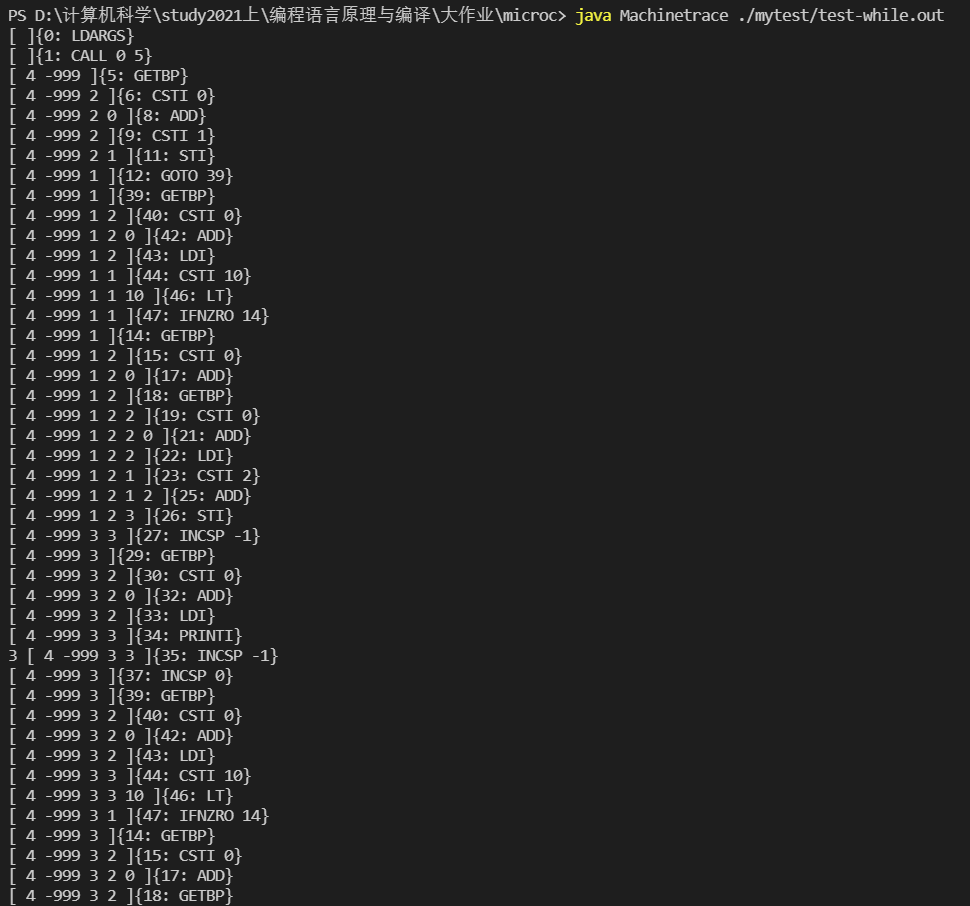 PS D:\计算机科学\study2021上\编程语言原理与编译\大作业\microc> java Machinetrace ./mytest/test-while.out
[ ]{0: LDARGS}
[ ]{1: CALL 0 5}
[ 4 -999 ]{5: GETBP}
[ 4 -999 2 ]{6: CSTI 0}
[ 4 -999 2 0 ]{8: ADD}
[ 4 -999 2 ]{9: CSTI 1}
[ 4 -999 2 1 ]{11: STI}
[ 4 -999 1 ]{12: GOTO 39}
[ 4 -999 1 ]{39: GETBP}
[ 4 -999 1 2 ]{40: CSTI 0}
[ 4 -999 1 2 0 ]{42: ADD}
[ 4 -999 1 2 ]{43: LDI}
[ 4 -999 1 1 ]{44: CSTI 10}
[ 4 -999 1 1 10 ]{46: LT}
[ 4 -999 1 1 ]{47: IFNZRO 14}
[ 4 -999 1 ]{14: GETBP}
[ 4 -999 1 2 ]{15: CSTI 0}
[ 4 -999 1 2 0 ]{17: ADD}
[ 4 -999 1 2 ]{18: GETBP}
[ 4 -999 1 2 2 ]{19: CSTI 0}
[ 4 -999 1 2 2 0 ]{21: ADD}
[ 4 -999 1 2 2 ]{22: LDI}
[ 4 -999 1 2 1 ]{23: CSTI 2}
[ 4 -999 1 2 1 2 ]{25: ADD}
[ 4 -999 1 2 3 ]{26: STI}
[ 4 -999 3 3 ]{27: INCSP -1}
[ 4 -999 3 ]{29: GETBP}
[ 4 -999 3 2 ]{30: CSTI 0}
[ 4 -999 3 2 0 ]{32: ADD}
[ 4 -999 3 2 ]{33: LDI}
[ 4 -999 3 3 ]{34: PRINTI}
3 [ 4 -999 3 3 ]{35: INCSP -1}
[ 4 -999 3 ]{37: INCSP 0}
[ 4 -999 3 ]{39: GETBP}
[ 4 -999 3 2 ]{40: CSTI 0}
[ 4 -999 3 2 0 ]{42: ADD}
[ 4 -999 3 2 ]{43: LDI}
[ 4 -999 3 3 ]{44: CSTI 10}
[ 4 -999 3 3 10 ]{46: LT}
[ 4 -999 3 1 ]{47: IFNZRO 14}
[ 4 -999 3 ]{14: GETBP}
[ 4 -999 3 2 ]{15: CSTI 0}
[ 4 -999 3 2 0 ]{17: ADD}
[ 4 -999 3 2 ]{18: GETBP}